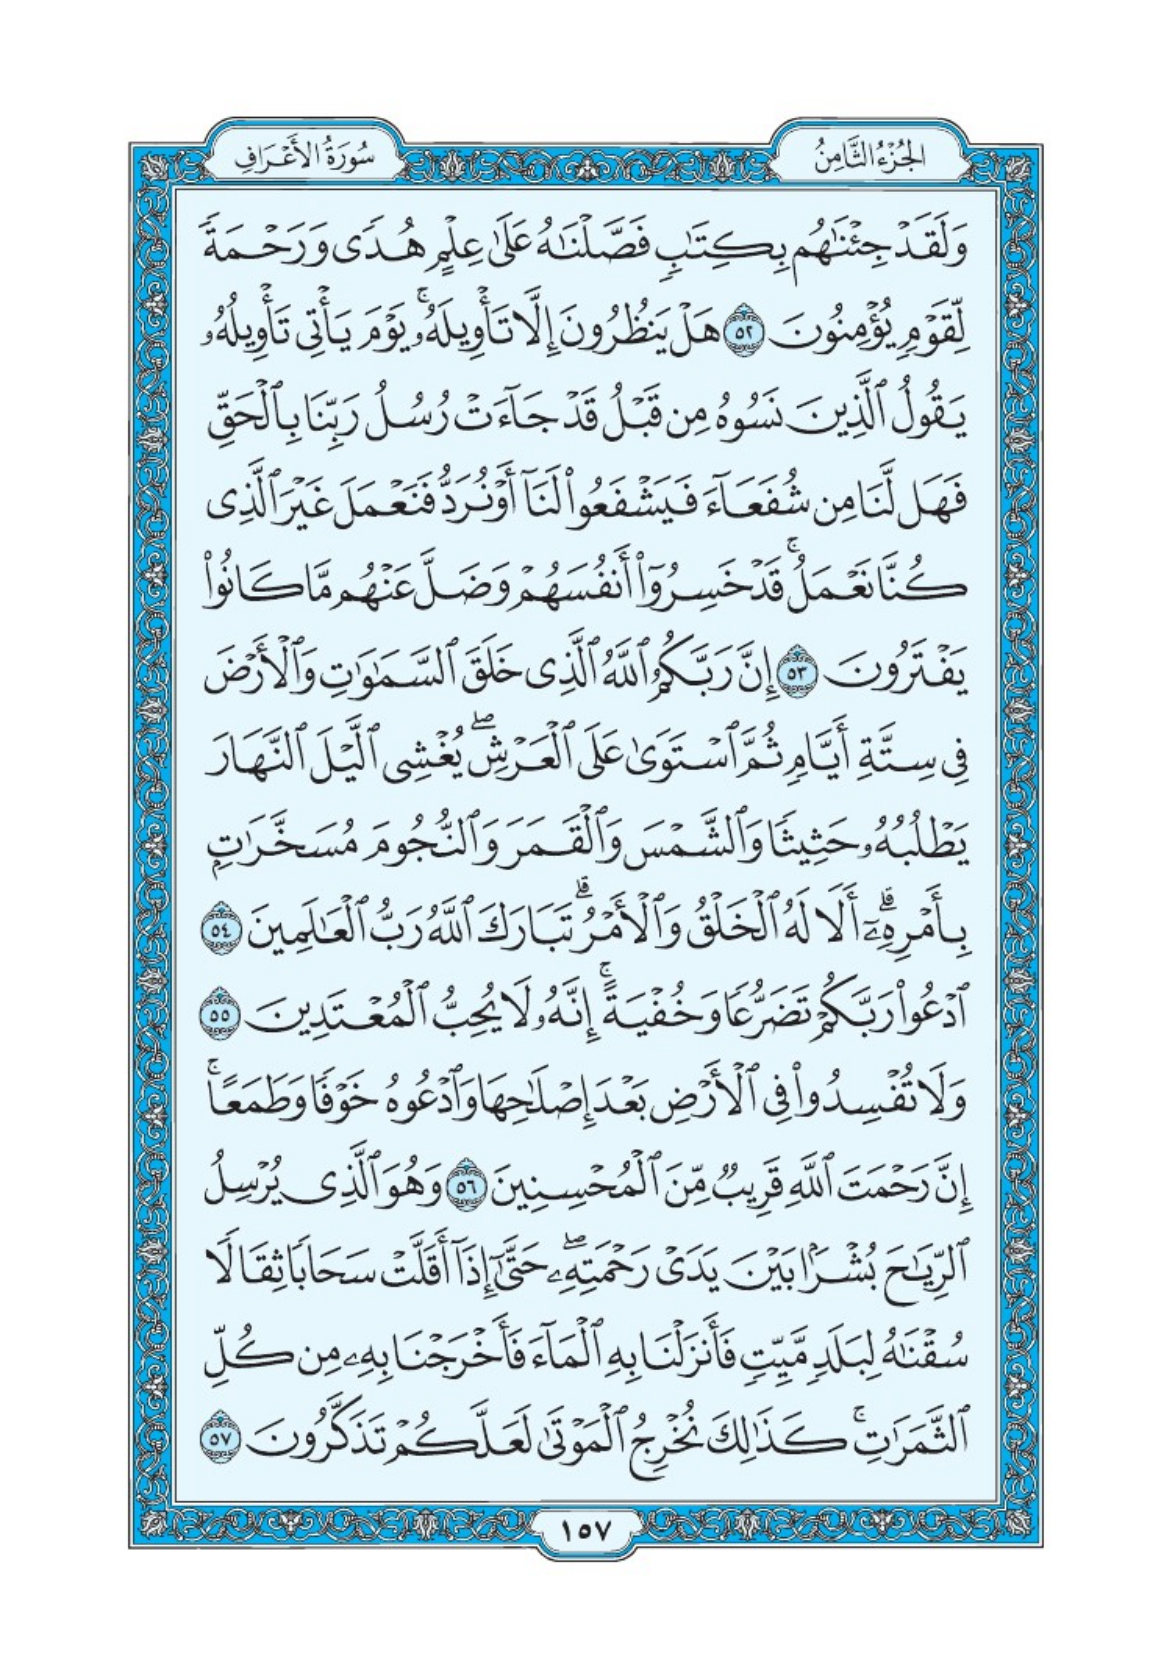 الجُزْءُ الثَّامِنُ
سُورَةُ الأَعْرَافِ
وَلَقَدْ جِئْنَٰهُم بِكِتَٰبٍ فَصَّلْنَٰهُ عَلَىٰ عِلْمٍ هُدًى وَرَحْمَةً
لِّقَوْمٍ يُؤْمِنُونَ ٥٢ هَلْ يَنظُرُونَ إِلَّا تَأْوِيلَهُۥۚ يَوْمَ يَأْتِى تَأْوِيلُهُۥ
يَقُولُ ٱلَّذِينَ نَسُوهُ مِن قَبْلُ قَدْ جَآءَتْ رُسُلُ رَبِّنَا بِٱلْحَقِّ
فَهَل لَّنَا مِن شُفَعَآءَ فَيَشْفَعُوا۟ لَنَآ أَوْ نُرَدُّ فَنَعْمَلَ غَيْرَ ٱلَّذِى
كُنَّا نَعْمَلُۚ قَدْ خَسِرُوٓا۟ أَنفُسَهُمْ وَضَلَّ عَنْهُم مَّا كَانُوا۟
يَفْتَرُونَ ٥٣ إِنَّ رَبَّكُمُ ٱللَّهُ ٱلَّذِى خَلَقَ ٱلسَّمَٰوَٰتِ وَٱلْأَرْضَ
فِى سِتَّةِ أَيَّامٍ ثُمَّ ٱسْتَوَىٰ عَلَى ٱلْعَرْشِۖ يُغْشِى ٱلَّيْلَ ٱلنَّهَارَ
يَطْلُبُهُۥ حَثِيثًا وَٱلشَّمْسَ وَٱلْقَمَرَ وَٱلنُّجُومَ مُسَخَّرَٰتٍۭ
بِأَمْرِهِۦٓۗ أَلَا لَهُ ٱلْخَلْقُ وَٱلْأَمْرُۗ تَبَارَكَ ٱللَّهُ رَبُّ ٱلْعَٰلَمِينَ ٥٤
ٱدْعُوا۟ رَبَّكُمْ تَضَرُّعًا وَخُفْيَةًۚ إِنَّهُۥ لَا يُحِبُّ ٱلْمُعْتَدِينَ ٥٥
وَلَا تُفْسِدُوا۟ فِى ٱلْأَرْضِ بَعْدَ إِصْلَٰحِهَا وَٱدْعُوهُ خَوْفًا وَطَمَعًاۚ
إِنَّ رَحْمَتَ ٱللَّهِ قَرِيبٌ مِّنَ ٱلْمُحْسِنِينَ ٥٦ وَهُوَ ٱلَّذِى يُرْسِلُ
ٱلرِّيَٰحَ بُشْرًۢا بَيْنَ يَدَىْ رَحْمَتِهِۦۖ حَتَّىٰٓ إِذَآ أَقَلَّتْ سَحَابًا ثِقَالًا
سُقْنَٰهُ لِبَلَدٍ مَّيِّتٍ فَأَنزَلْنَا بِهِ ٱلْمَآءَ فَأَخْرَجْنَا بِهِۦ مِن كُلِّ
ٱلثَّمَرَٰتِۚ كَذَٰلِكَ نُخْرِجُ ٱلْمَوْتَىٰ لَعَلَّكُمْ تَذَكَّرُونَ ٥٧
١٥٧